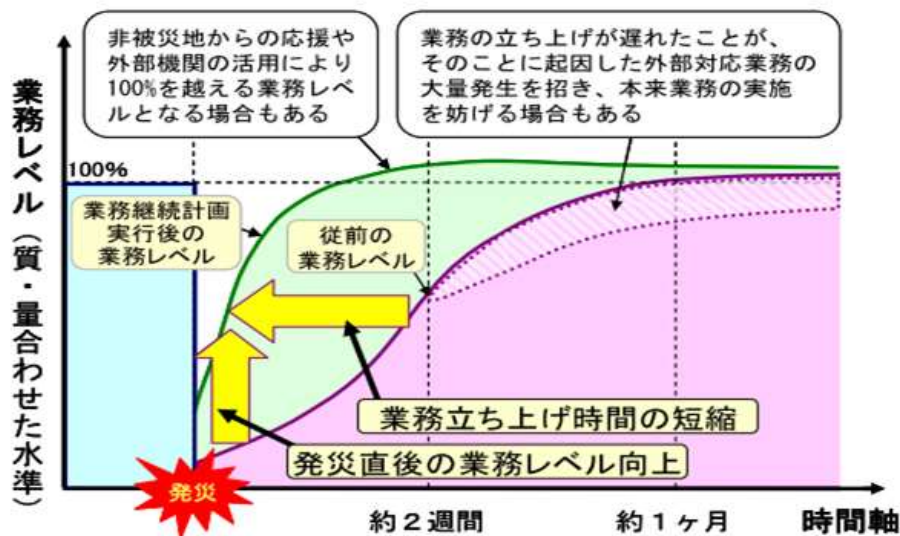 非被災地からの応援や
外部機関の活用により
100%を越える業務レベ
ルとなる場合もある
業務の立ち上げが遅れたことが、
そのことに起因した外部対応業務の
大量発生を招き、本来業務の実施
を妨げる場合もある
業務レベル（質・量合わせた水準）
100%
業務継続計画
実行後の
業務レベル
従前の
業務レベル
業務立ち上げ時間の短縮
発災直後の業務レベル向上
発災
約２週間
約１ヶ月
時間軸